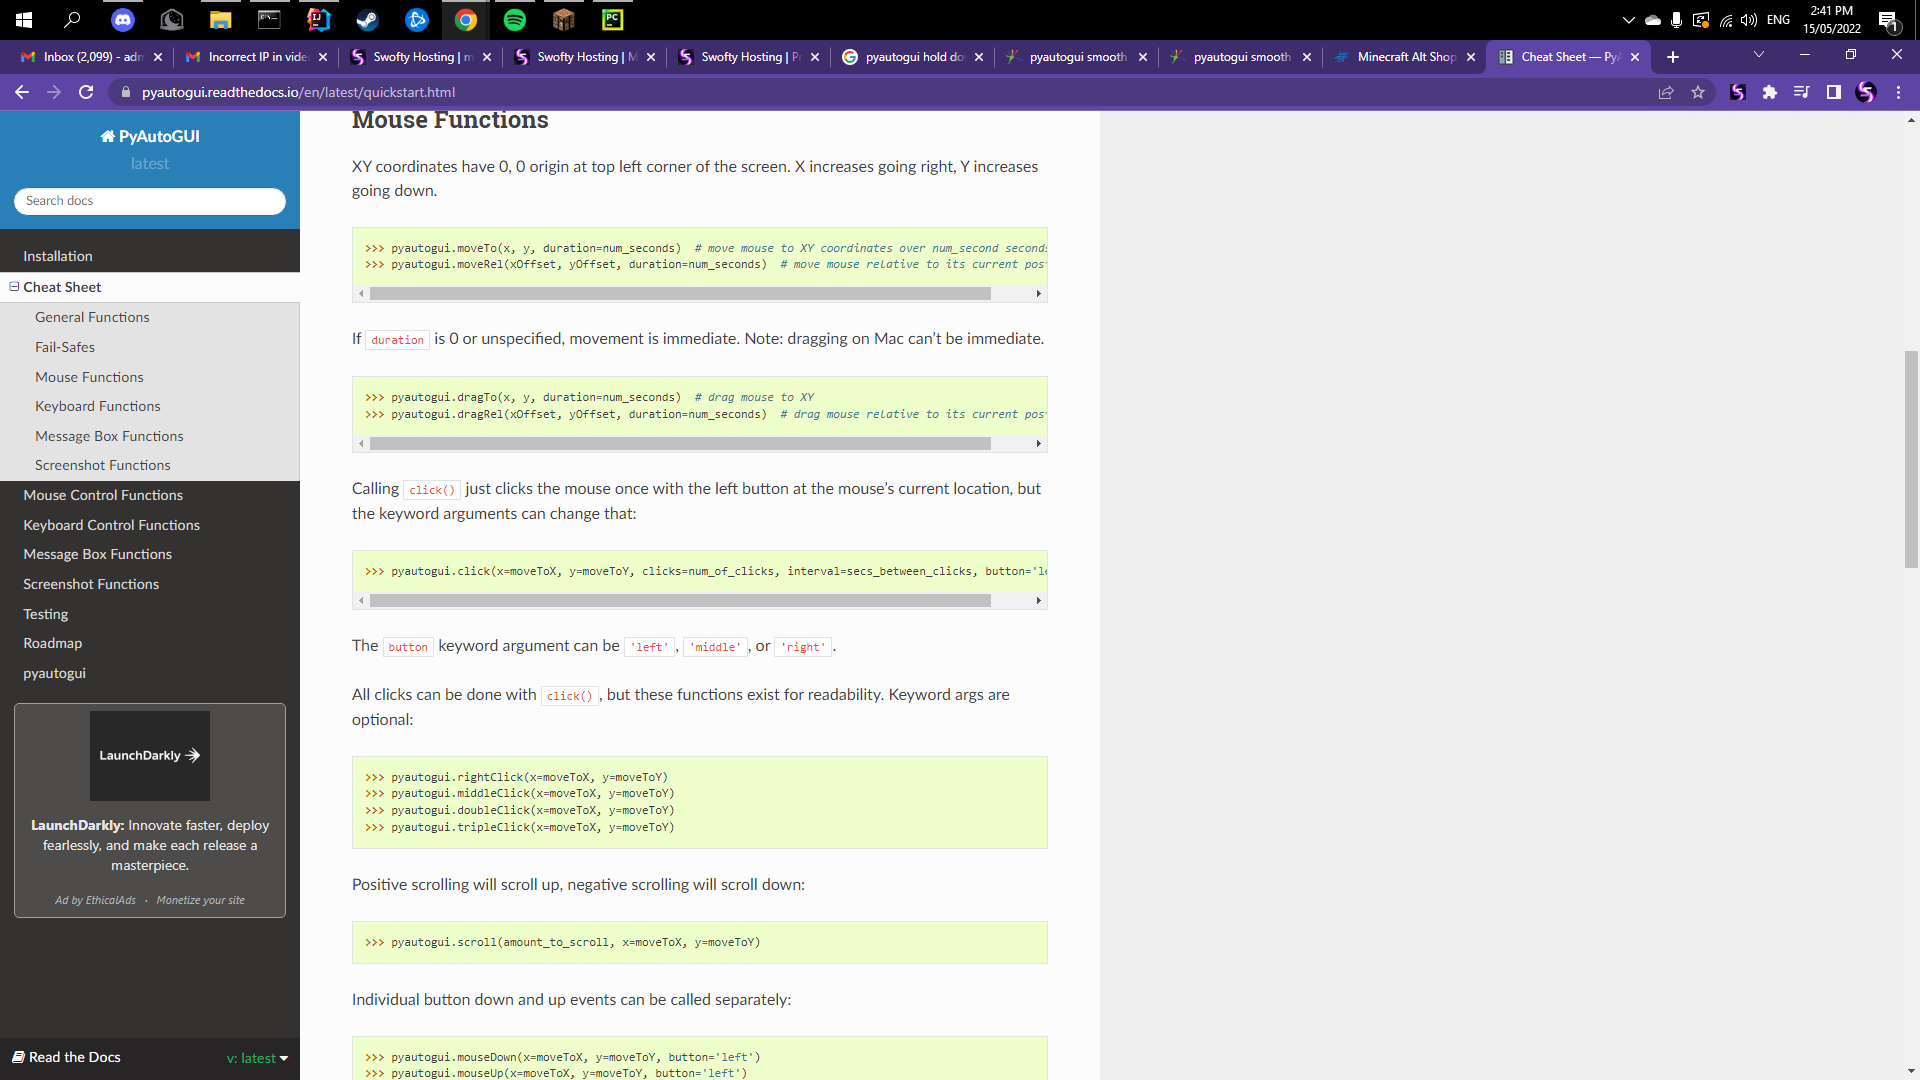 2:41 PM
ENG
15/05/2022
1
Inbox (2,099) - adm
Incorrect IP in vide
Swofty Hosting | m
Swofty Hosting | M
Swofty Hosting | Pr
pyautogui hold do
pyautogui smooth
pyautogui smooth
Minecraft Alt Shop
Cheat Sheet — PyA
pyautogui.readthedocs.io/en/latest/quickstart.html
PyAutoGUI
latest
Search docs
Installation
Cheat Sheet
General Functions
Fail-Safes
Mouse Functions
Keyboard Functions
Message Box Functions
Screenshot Functions
Mouse Control Functions
Keyboard Control Functions
Message Box Functions
Screenshot Functions
Testing
Roadmap
pyautogui
LaunchDarkly
LaunchDarkly: Innovate faster, deploy
fearlessly, and make each release a
masterpiece.
Ad by EthicalAds · Monetize your site
Read the Docs
v: latest
Mouse Functions
XY coordinates have 0, 0 origin at top left corner of the screen. X increases going right, Y increases
going down.
>>> pyautogui.moveTo(x, y, duration=num_seconds)  # move mouse to XY coordinates over num_second seconds
>>> pyautogui.moveRel(xOffset, yOffset, duration=num_seconds)  # move mouse relative to its current pos
If duration is 0 or unspecified, movement is immediate. Note: dragging on Mac can’t be immediate.
>>> pyautogui.dragTo(x, y, duration=num_seconds)  # drag mouse to XY
>>> pyautogui.dragRel(xOffset, yOffset, duration=num_seconds)  # drag mouse relative to its current pos
Calling click() just clicks the mouse once with the left button at the mouse’s current location, but
the keyword arguments can change that:
>>> pyautogui.click(x=moveToX, y=moveToY, clicks=num_of_clicks, interval=secs_between_clicks, button='le
The button keyword argument can be 'left', 'middle', or 'right'.
All clicks can be done with click(), but these functions exist for readability. Keyword args are
optional:
>>> pyautogui.rightClick(x=moveToX, y=moveToY)
>>> pyautogui.middleClick(x=moveToX, y=moveToY)
>>> pyautogui.doubleClick(x=moveToX, y=moveToY)
>>> pyautogui.tripleClick(x=moveToX, y=moveToY)
Positive scrolling will scroll up, negative scrolling will scroll down:
>>> pyautogui.scroll(amount_to_scroll, x=moveToX, y=moveToY)
Individual button down and up events can be called separately:
>>> pyautogui.mouseDown(x=moveToX, y=moveToY, button='left')
>>> pyautogui.mouseUp(x=moveToX, y=moveToY, button='left')